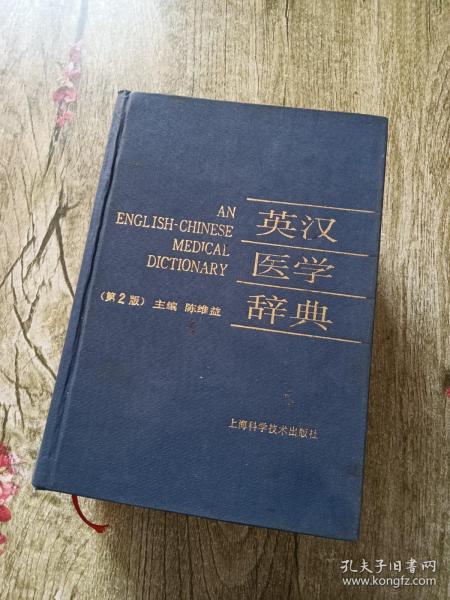 AN
ENGLISH-CHINESE
MEDICAL
DICTIONARY
英汉
医学
辞典
(第2版) 主编 陈维益
上海科学技术出版社
孔夫子旧书网
www.kongfz.com